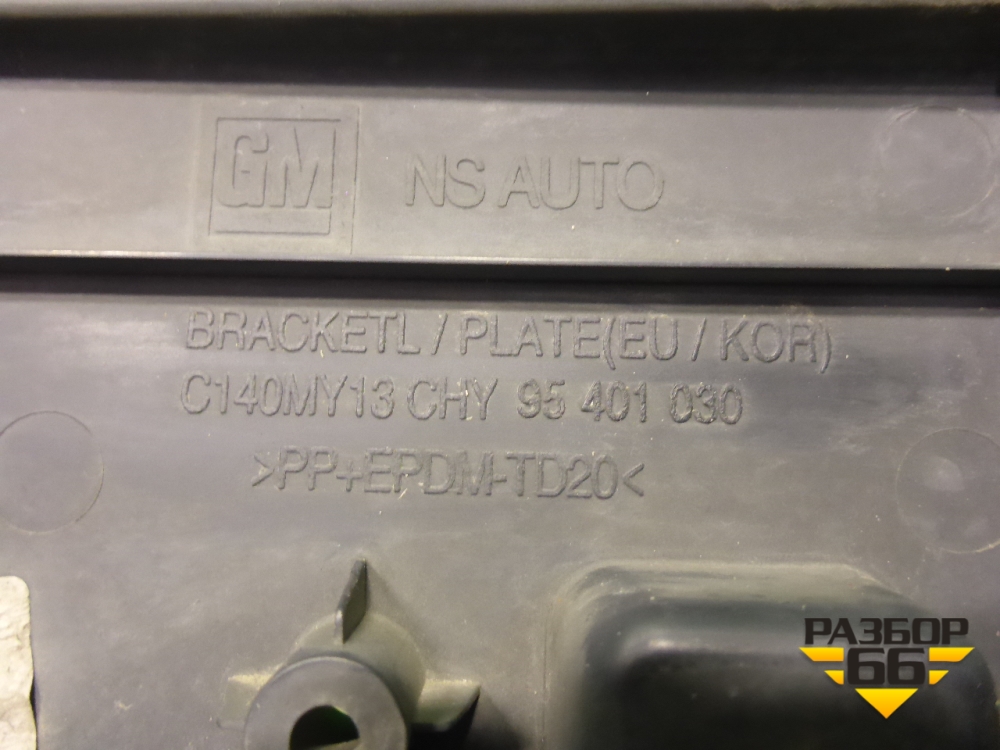 GM NS AUTO
BRACKETL / PLATE(EU / KOR)
C140MY13 CHY 95 401 030
>PP+EPDM-TD20<
РАЗБОР
66